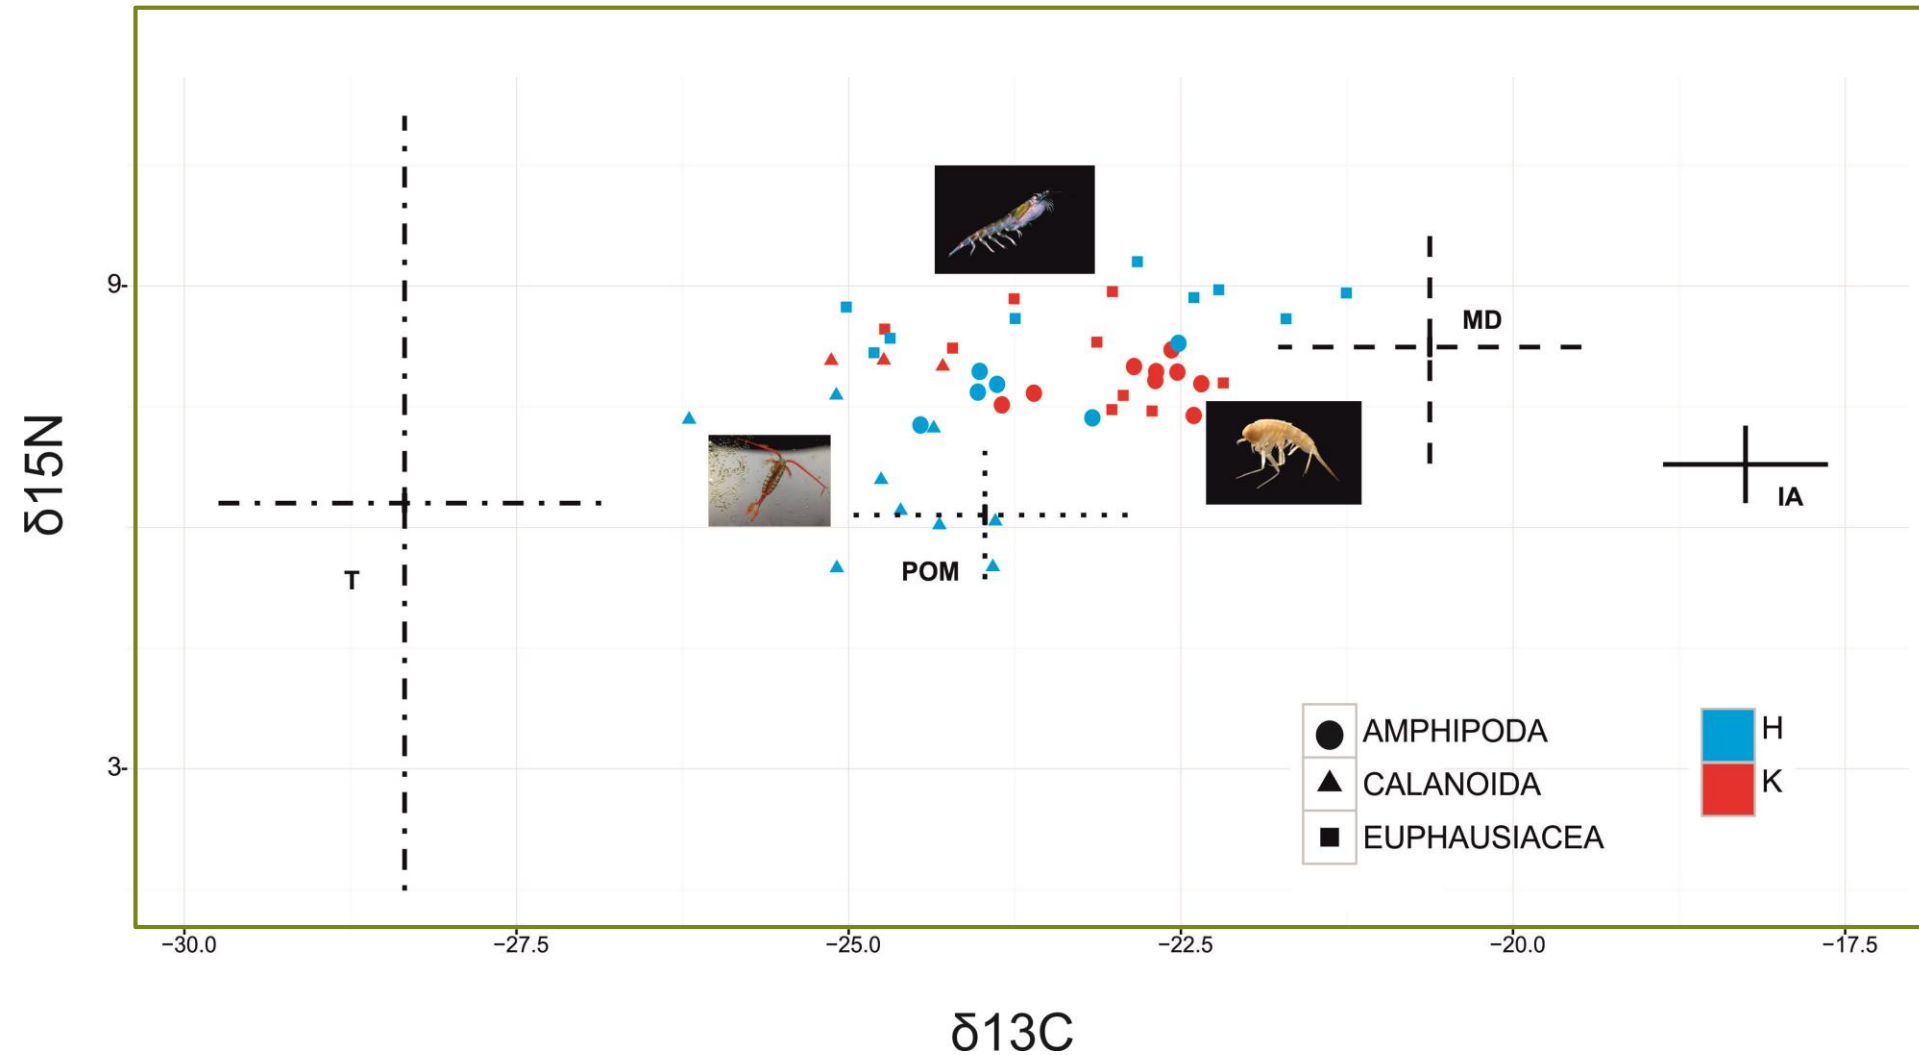 δ15N
9-
3-
T
POM
MD
IA
AMPHIPODA
CALANOIDA
EUPHAUSIACEA
H
K
−30.0
−27.5
−25.0
−22.5
−20.0
−17.5
δ13C